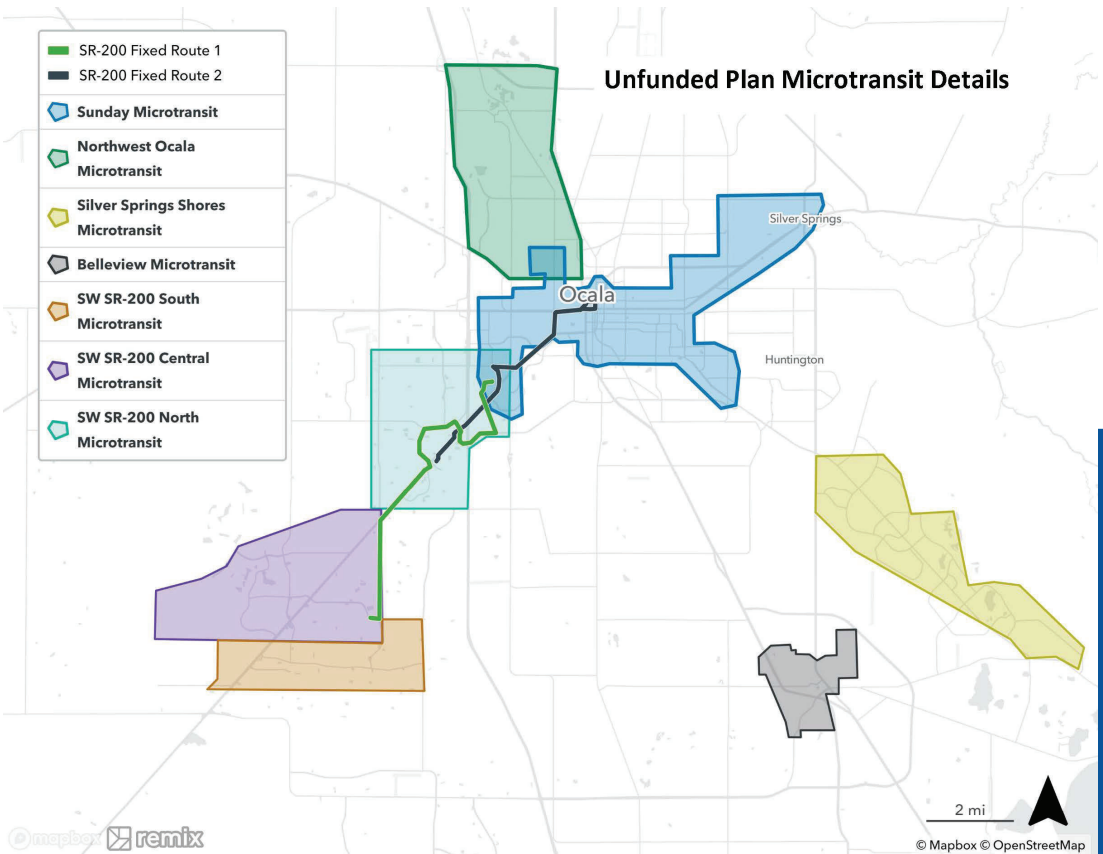 SR-200 Fixed Route 1
SR-200 Fixed Route 2
Sunday Microtransit
Northwest Ocala
Microtransit
Silver Springs Shores
Microtransit
Belleview Microtransit
SW SR-200 South
Microtransit
SW SR-200 Central
Microtransit
SW SR-200 North
Microtransit
Unfunded Plan Microtransit Details
Silver Springs
Ocala
Huntington
2 mi
mapbox remix
© Mapbox © OpenStreetMap